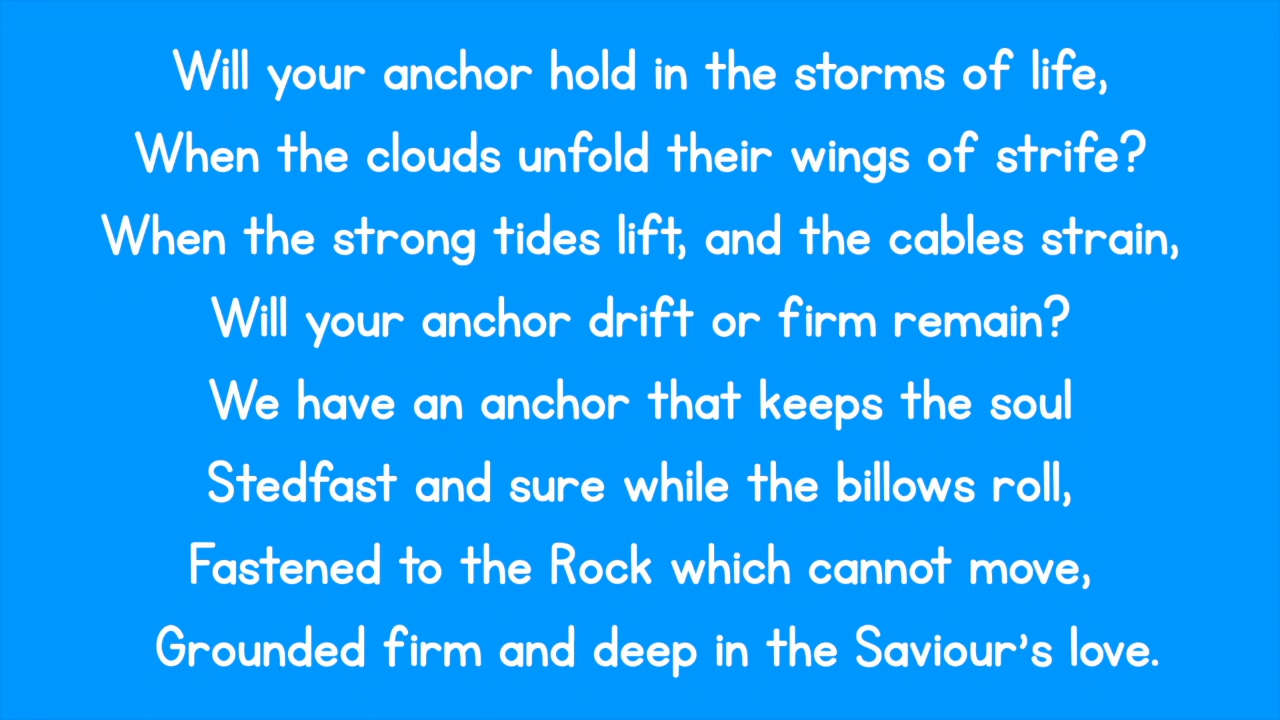 Will your anchor hold in the storms of life,
When the clouds unfold their wings of strife?
When the strong tides lift, and the cables strain,
Will your anchor drift or firm remain?
We have an anchor that keeps the soul
Stedfast and sure while the billows roll,
Fastened to the Rock which cannot move,
Grounded firm and deep in the Saviour’s love.